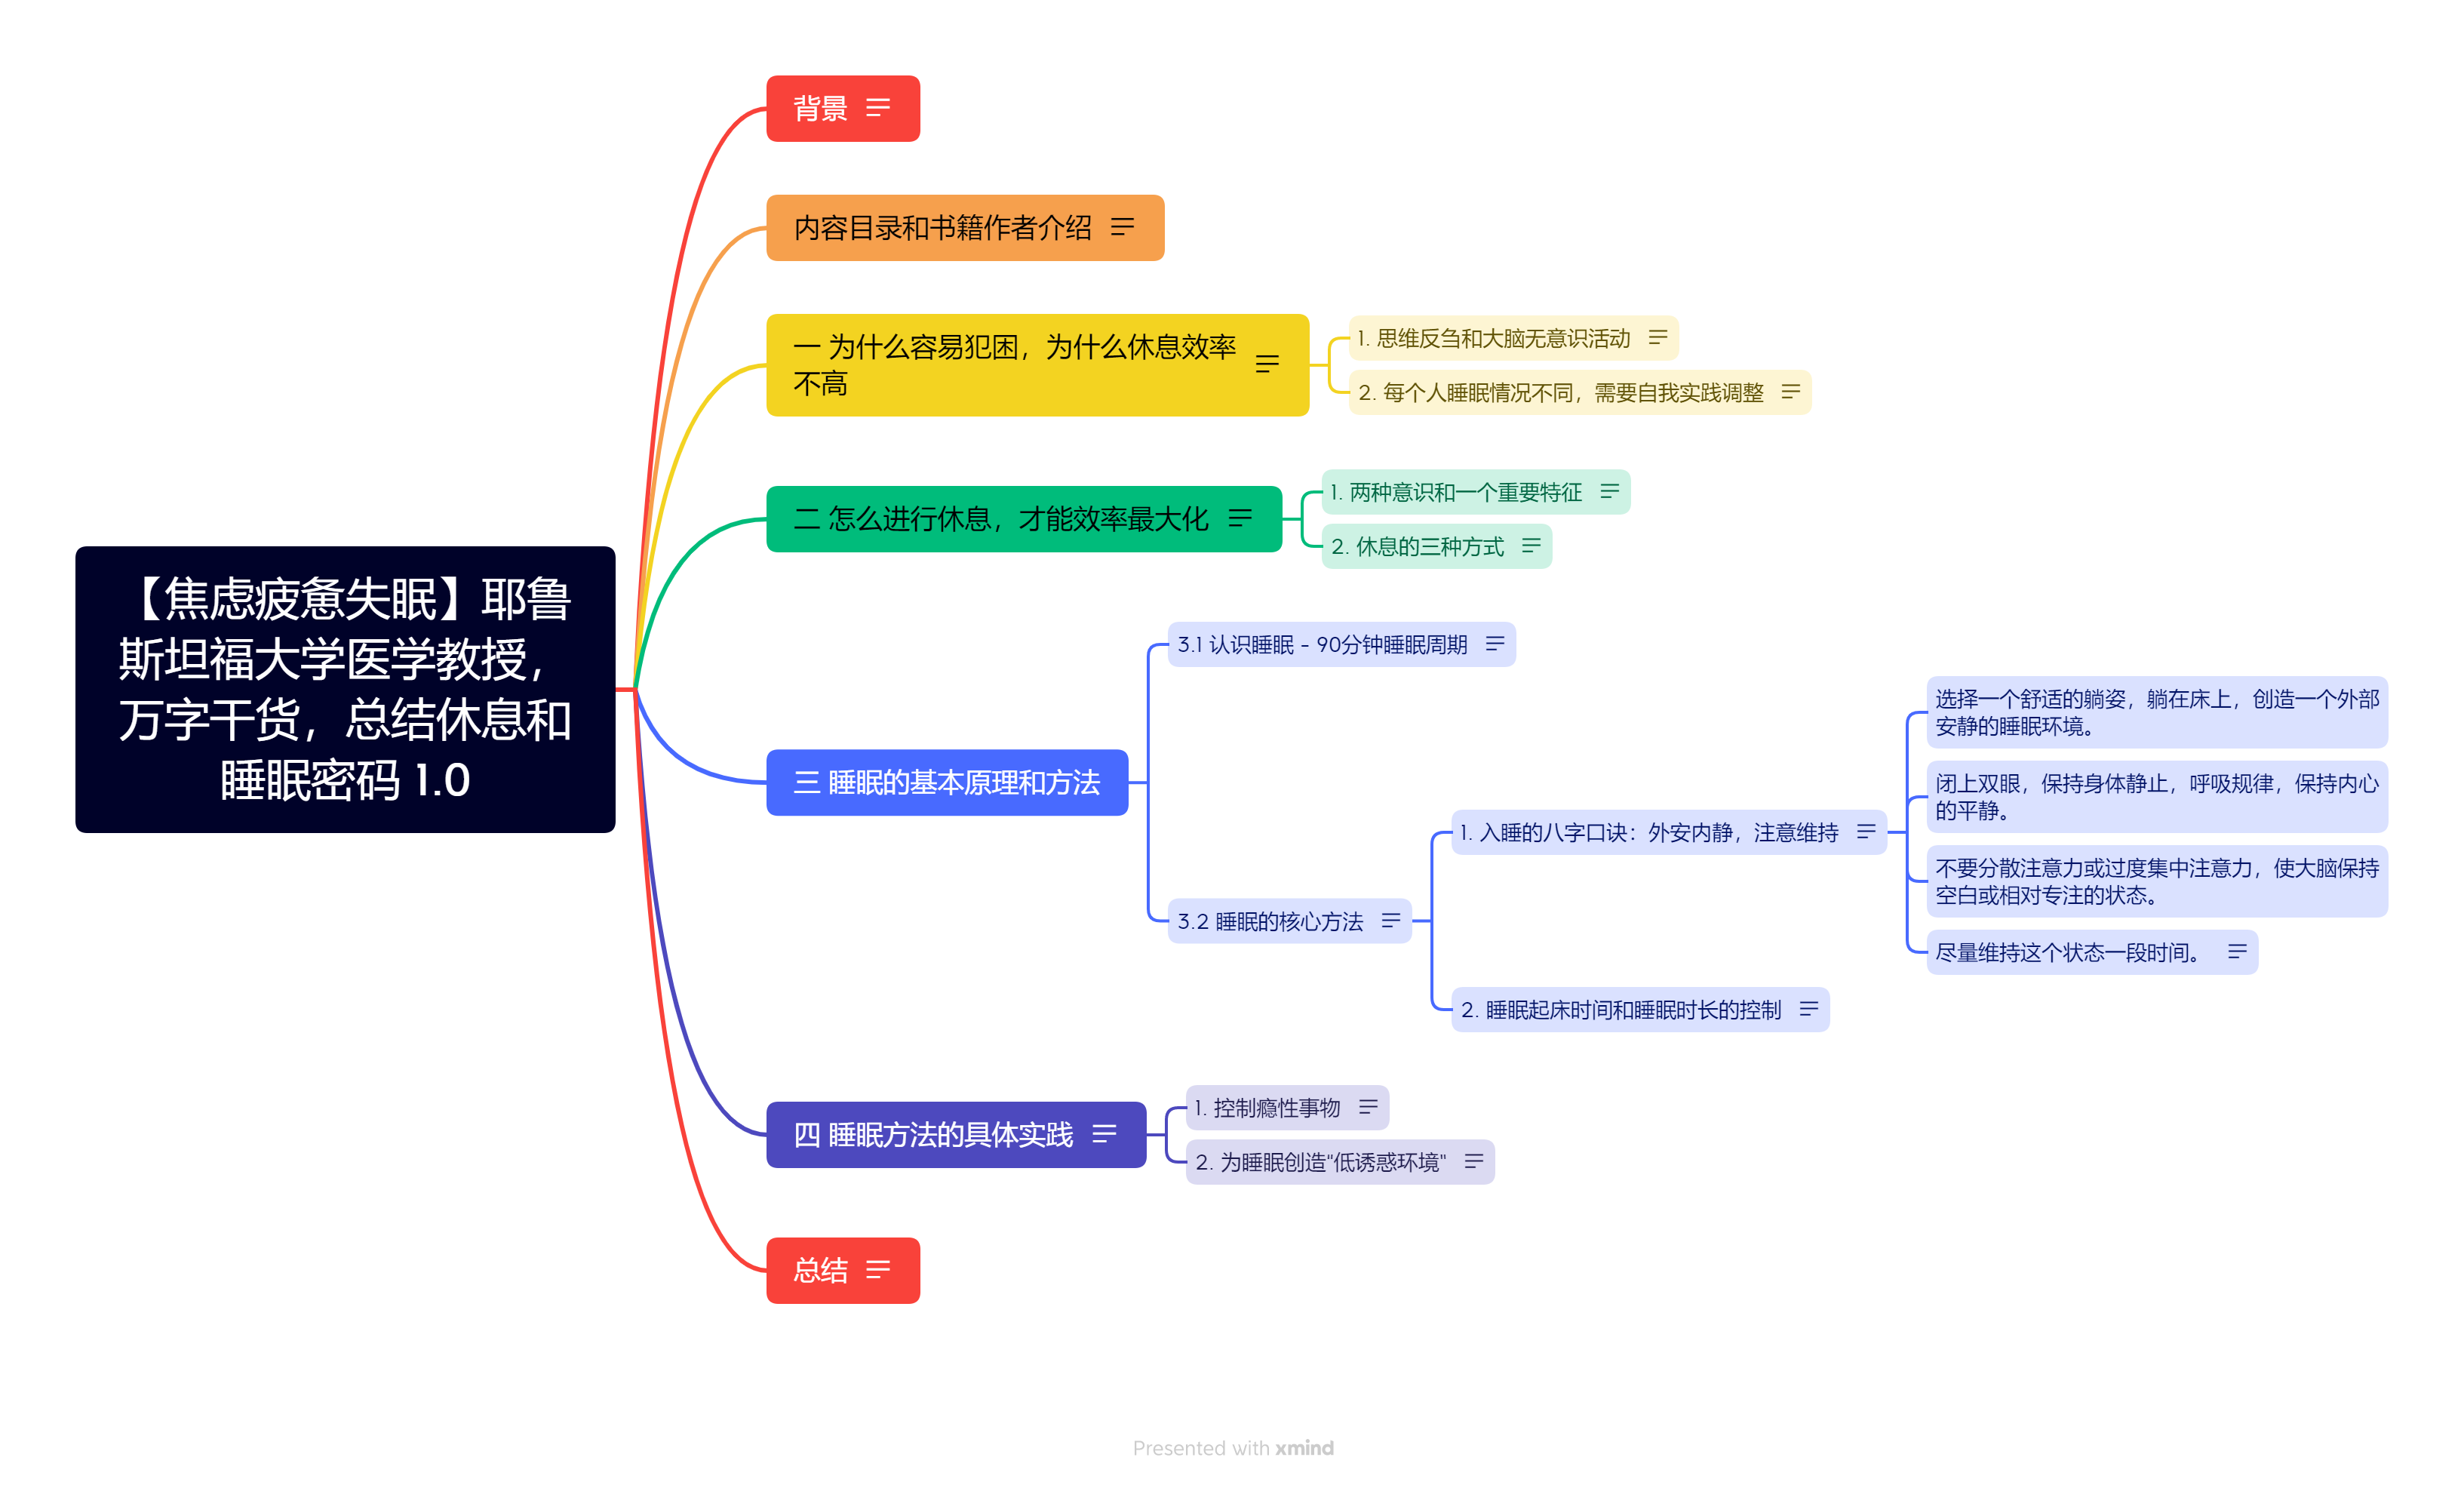 【焦虑疲惫失眠】耶鲁
斯坦福大学医学教授，
万字干货，总结休息和
睡眠密码 1.0
背景
内容目录和书籍作者介绍
一 为什么容易犯困，为什么休息效率
不高
1. 思维反刍和大脑无意识活动
2. 每个人睡眠情况不同，需要自我实践调整
二 怎么进行休息，才能效率最大化
1. 两种意识和一个重要特征
2. 休息的三种方式
三 睡眠的基本原理和方法
3.1 认识睡眠 - 90分钟睡眠周期
3.2 睡眠的核心方法
1. 入睡的八字口诀：外安内静，注意维持
选择一个舒适的躺姿，躺在床上，创造一个外部
安静的睡眠环境。
闭上双眼，保持身体静止，呼吸规律，保持内心
的平静。
不要分散注意力或过度集中注意力，使大脑保持
空白或相对专注的状态。
尽量维持这个状态一段时间。
2. 睡眠起床时间和睡眠时长的控制
四 睡眠方法的具体实践
1. 控制瘾性事物
2. 为睡眠创造"低诱惑环境"
总结
Presented with xmind